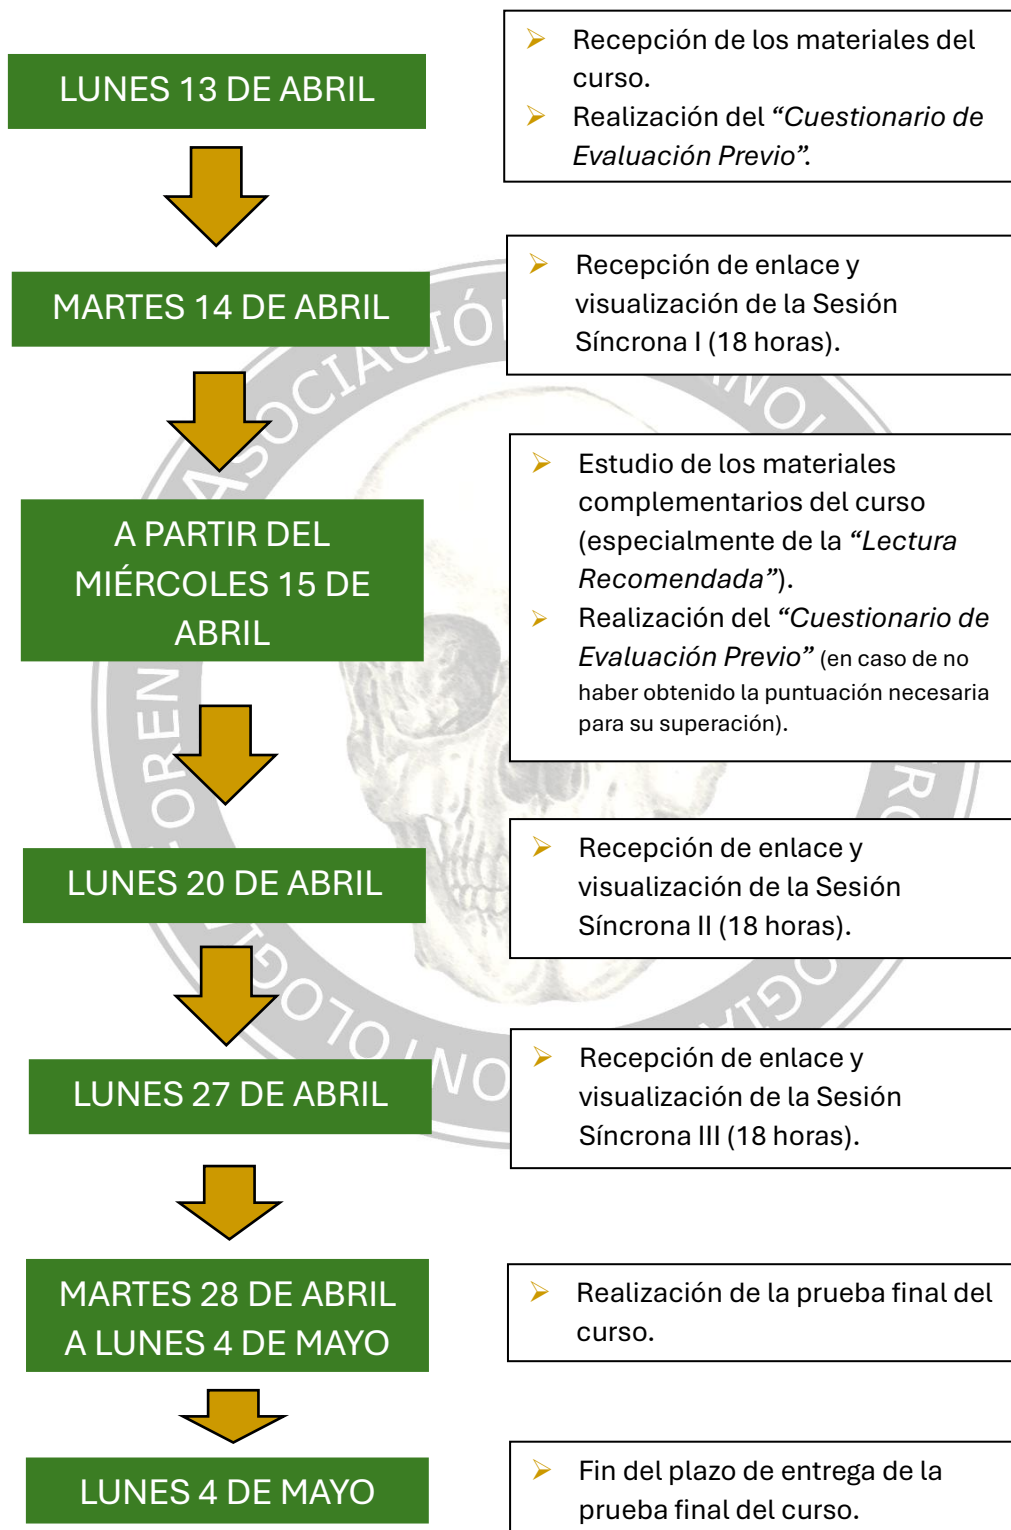 LUNES 13 DE ABRIL
➢ Recepción de los materiales del
curso.
➢ Realización del “Cuestionario de
Evaluación Previo”.
MARTES 14 DE ABRIL
➢ Recepción de enlace y
visualización de la Sesión
Síncrona I (18 horas).
A PARTIR DEL
MIÉRCOLES 15 DE
ABRIL
➢ Estudio de los materiales
complementarios del curso
(especialmente de la “Lectura
Recomendada”).
➢ Realización del “Cuestionario de
Evaluación Previo” (en caso de no
haber obtenido la puntuación necesaria
para su superación).
LUNES 20 DE ABRIL
➢ Recepción de enlace y
visualización de la Sesión
Síncrona II (18 horas).
LUNES 27 DE ABRIL
➢ Recepción de enlace y
visualización de la Sesión
Síncrona III (18 horas).
MARTES 28 DE ABRIL
A LUNES 4 DE MAYO
➢ Realización de la prueba final del
curso.
LUNES 4 DE MAYO
➢ Fin del plazo de entrega de la
prueba final del curso.
ASOCIACIÓN